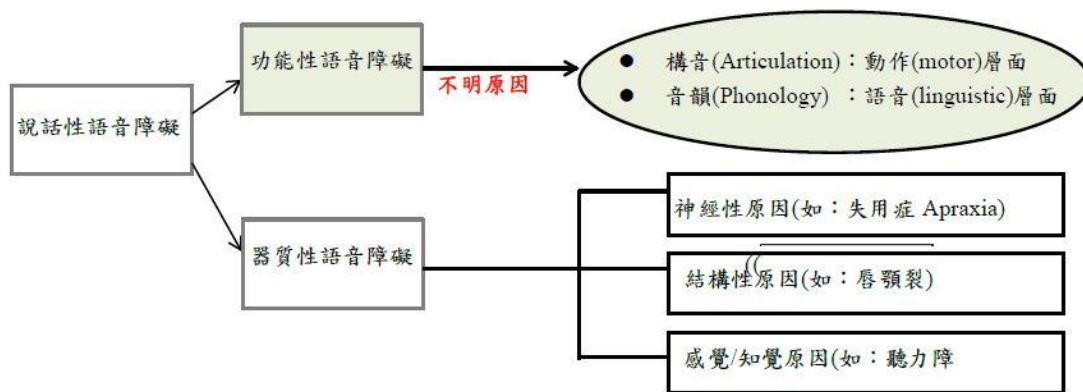 功能性語音障礙
不明原因
● 構音(Articulation)：動作(motor)層面
● 音韻(Phonology) ：語音(linguistic)層面
說話性語音障礙
器質性語音障礙
神經性原因(如：失用症 Apraxia)
結構性原因(如：唇顎裂)
感覺/知覺原因(如：聽力障